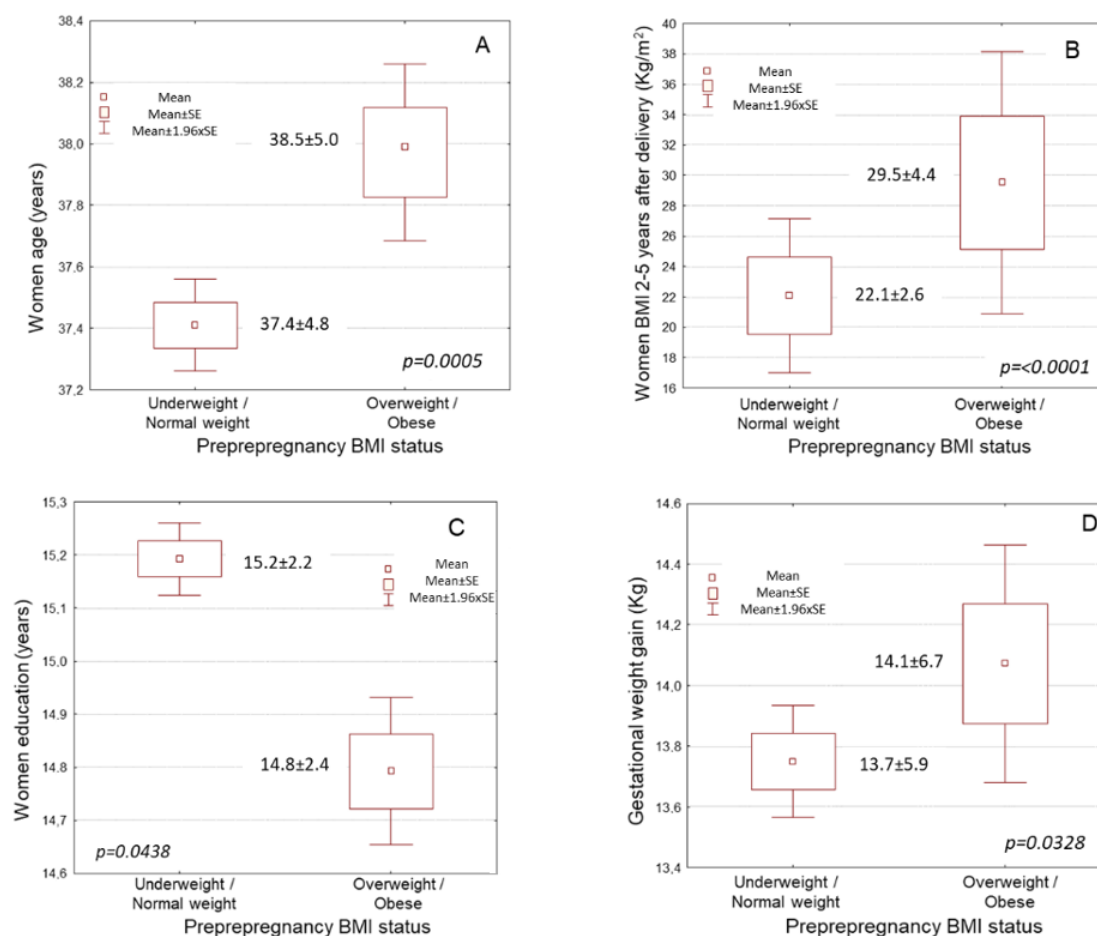 A
38,4
38,2
38,0
37,8
37,6
37,4
37,2
Women age (years)
Mean
Mean±SE
Mean±1.96xSE
38.5±5.0
37.4±4.8
p=0.0005
Underweight /
Normal weight
Overweight /
Obese
Preprepregnancy BMI status
B
40
38
36
34
32
30
28
26
24
22
20
18
16
Women BMI 2-5 years after delivery (Kg/m²)
Mean
Mean±SE
Mean±1.96xSE
29.5±4.4
22.1±2.6
p=<0.0001
Underweight /
Normal weight
Overweight /
Obese
Preprepregnancy BMI status
C
15,3
15,2
15,1
15,0
14,9
14,8
14,7
14,6
Women education (years)
15.2±2.2
Mean
Mean±SE
Mean±1.96xSE
14.8±2.4
p=0.0438
Underweight /
Normal weight
Overweight /
Obese
Preprepregnancy BMI status
D
14,6
14,4
14,2
14,0
13,8
13,6
13,4
Gestational weight gain (Kg)
Mean
Mean±SE
Mean±1.96xSE
14.1±6.7
13.7±5.9
p=0.0328
Underweight /
Normal weight
Overweight /
Obese
Preprepregnancy BMI status